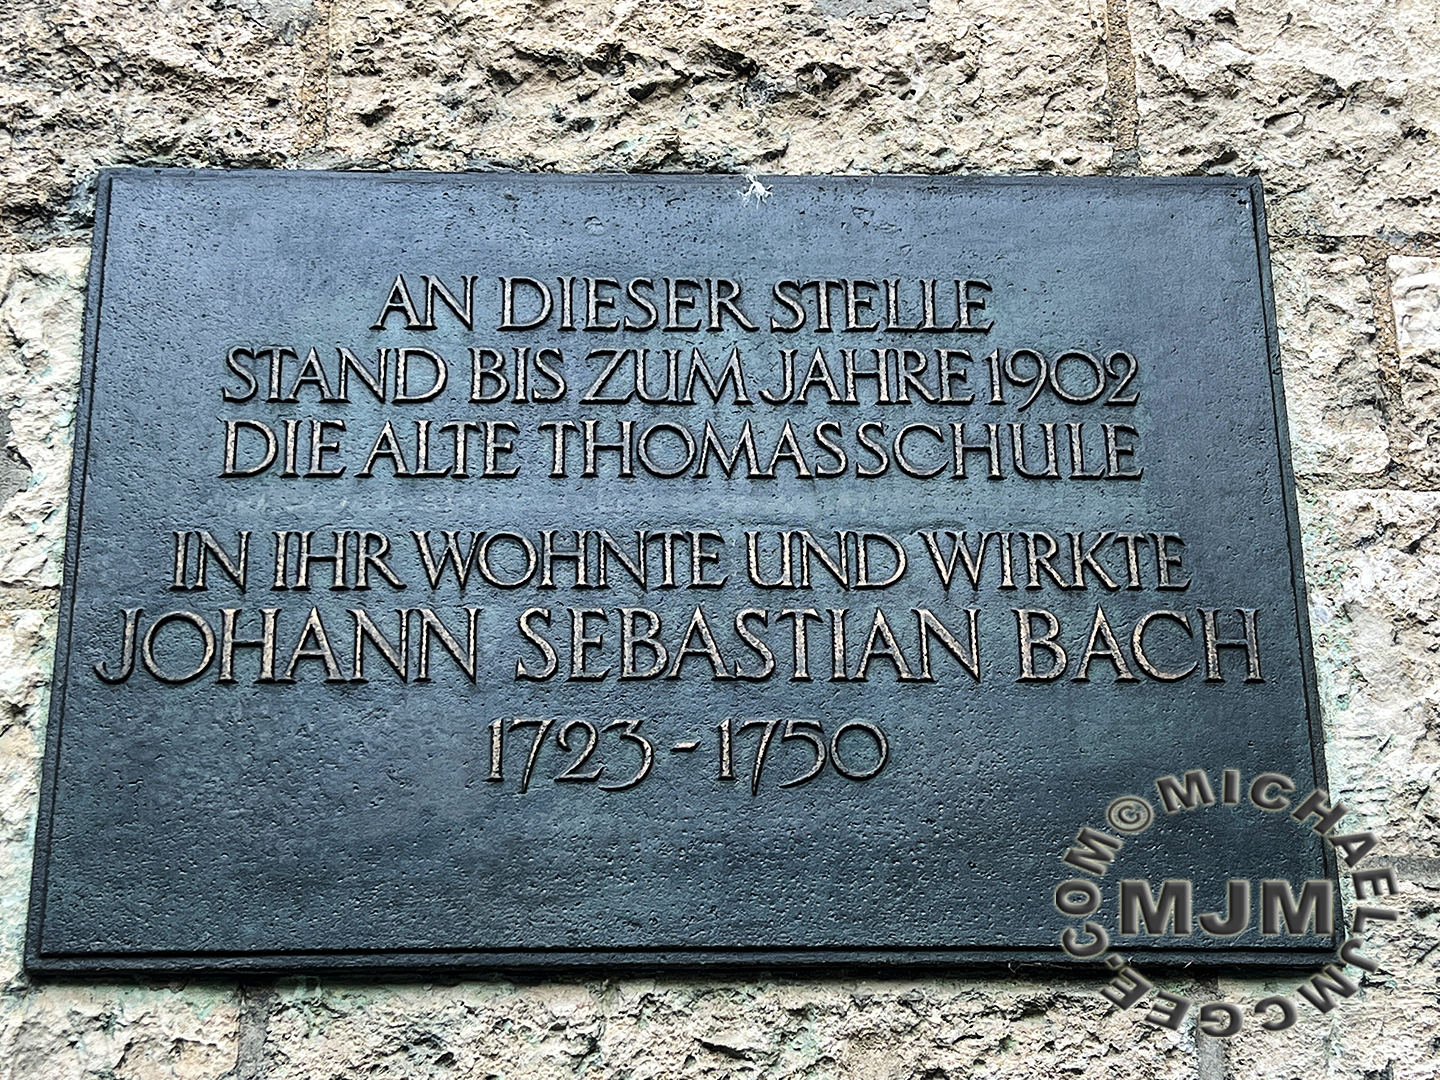 AN DIESER STELLE
STAND BIS ZUM JAHRE 1902
DIE ALTE THOMASSCHULE
IN IHR WOHNTE UND WIRKTE
JOHANN SEBASTIAN BACH
1723-1750
© MICHAELJMCGEE.COM
MJM